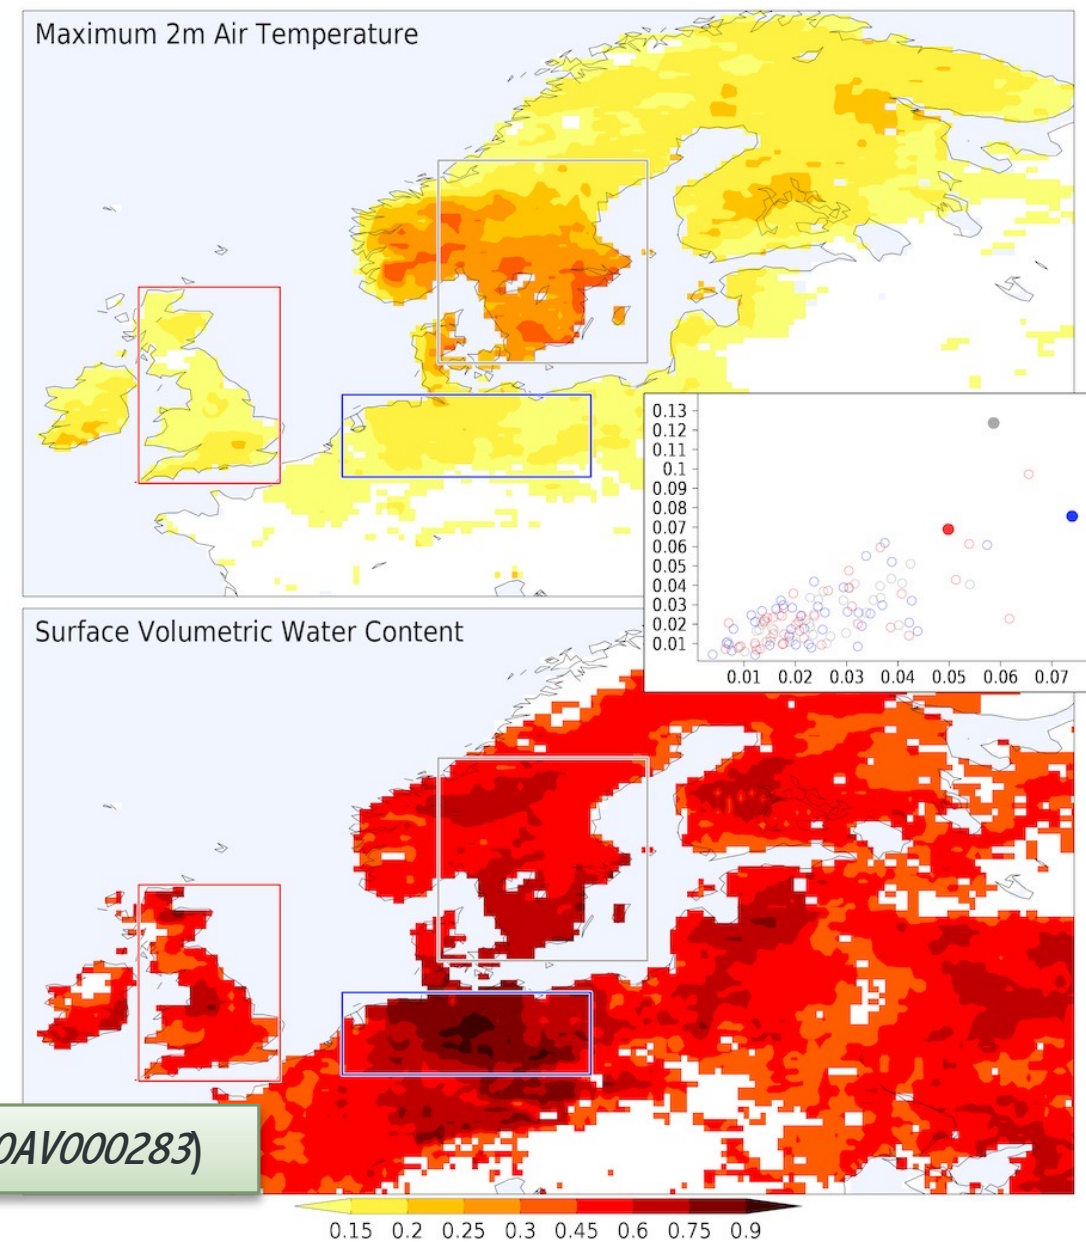 Maximum 2m Air Temperature
0.13
0.12
0.11
0.1
0.09
0.08
0.07
0.06
0.05
0.04
0.03
0.02
0.01
0.01 0.02 0.03 0.04 0.05 0.06 0.07
Surface Volumetric Water Content
0AV000283)
0.15 0.2 0.25 0.3 0.45 0.6 0.75 0.9